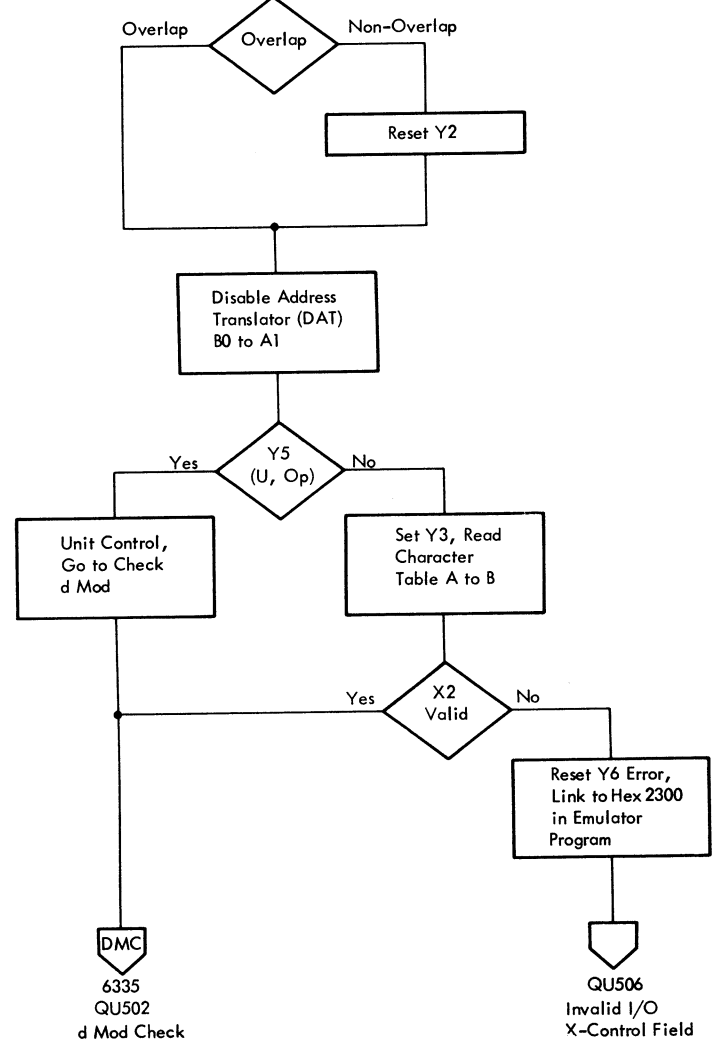 Overlap
Overlap
Non-Overlap
Reset Y2
Disable Address
Translator (DAT)
B0 to A1
Y5
(U, Op)
Yes
No
Unit Control,
Go to Check
d Mod
Set Y3, Read
Character
Table A to B
Yes
X2
Valid
No
Reset Y6 Error,
Link to Hex 2300
in Emulator
Program
DMC
6335
QU502
d Mod Check
QU506
Invalid I/O
X-Control Field